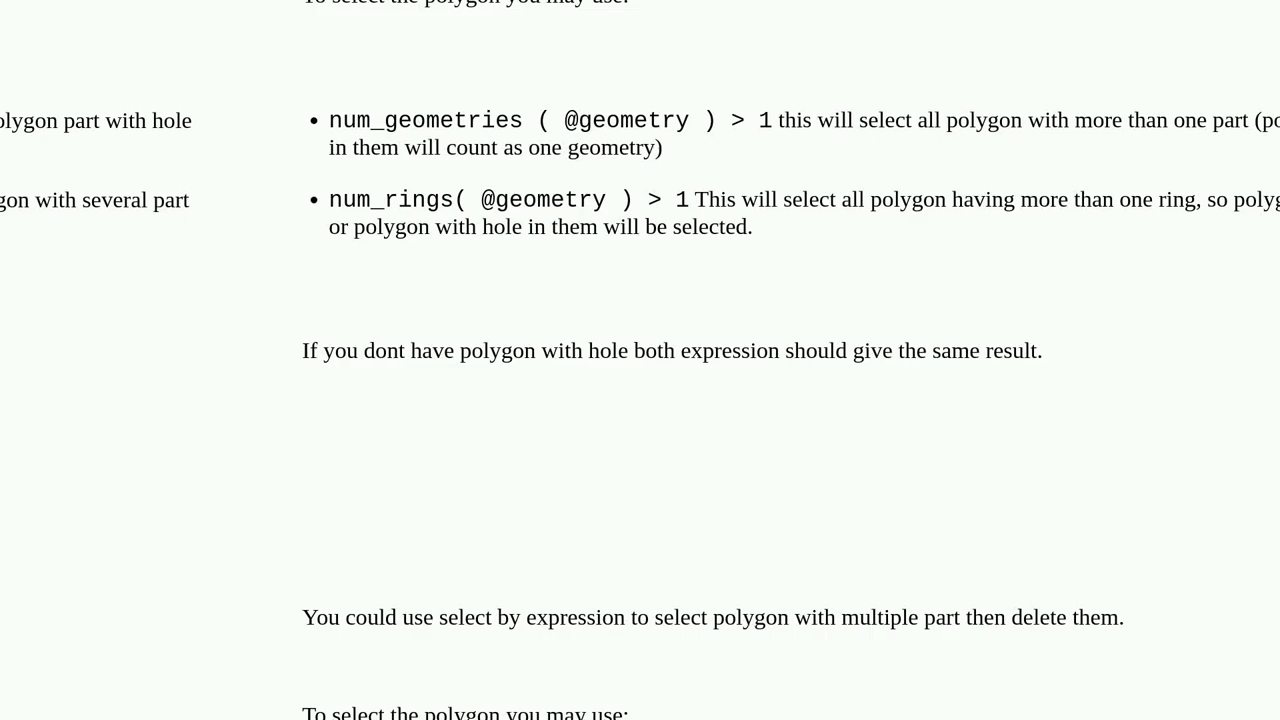 To select the polygon you may use:
olygon part with hole
• num_geometries ( @geometry ) > 1 this will select all polygon with more than one part (po
in them will count as one geometry)
gon with several part
• num_rings( @geometry ) > 1 This will select all polygon having more than one ring, so polyg
or polygon with hole in them will be selected.
If you dont have polygon with hole both expression should give the same result.
You could use select by expression to select polygon with multiple part then delete them.
To select the polygon you may use: